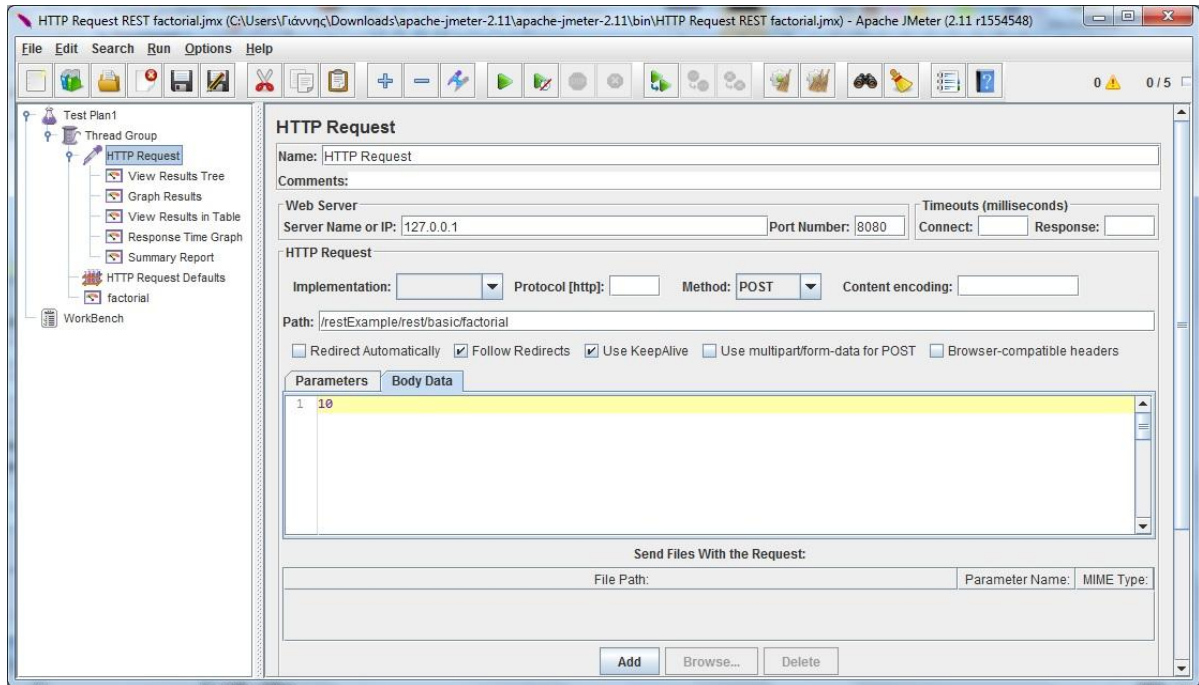 HTTP Request REST factorial.jmx (C:\Users\Γιάννης\Downloads\apache-jmeter-2.11\apache-jmeter-2.11\bin\HTTP Request REST factorial.jmx) - Apache JMeter (2.11 r1554548)
File Edit Search Run Options Help
0 0 / 5
Test Plan1
Thread Group
HTTP Request
View Results Tree
Graph Results
View Results in Table
Response Time Graph
Summary Report
HTTP Request Defaults
factorial
WorkBench
HTTP Request
Name: HTTP Request
Comments:
Web Server
Server Name or IP: 127.0.0.1 Port Number: 8080
Timeouts (milliseconds)
Connect: Response:
HTTP Request
Implementation: Protocol [http]: Method: POST Content encoding:
Path: /restExample/rest/basic/factorial
Redirect Automatically Follow Redirects Use KeepAlive Use multipart/form-data for POST Browser-compatible headers
Parameters Body Data
1 10
Send Files With the Request:
File Path: Parameter Name: MIME Type:
Add Browse... Delete